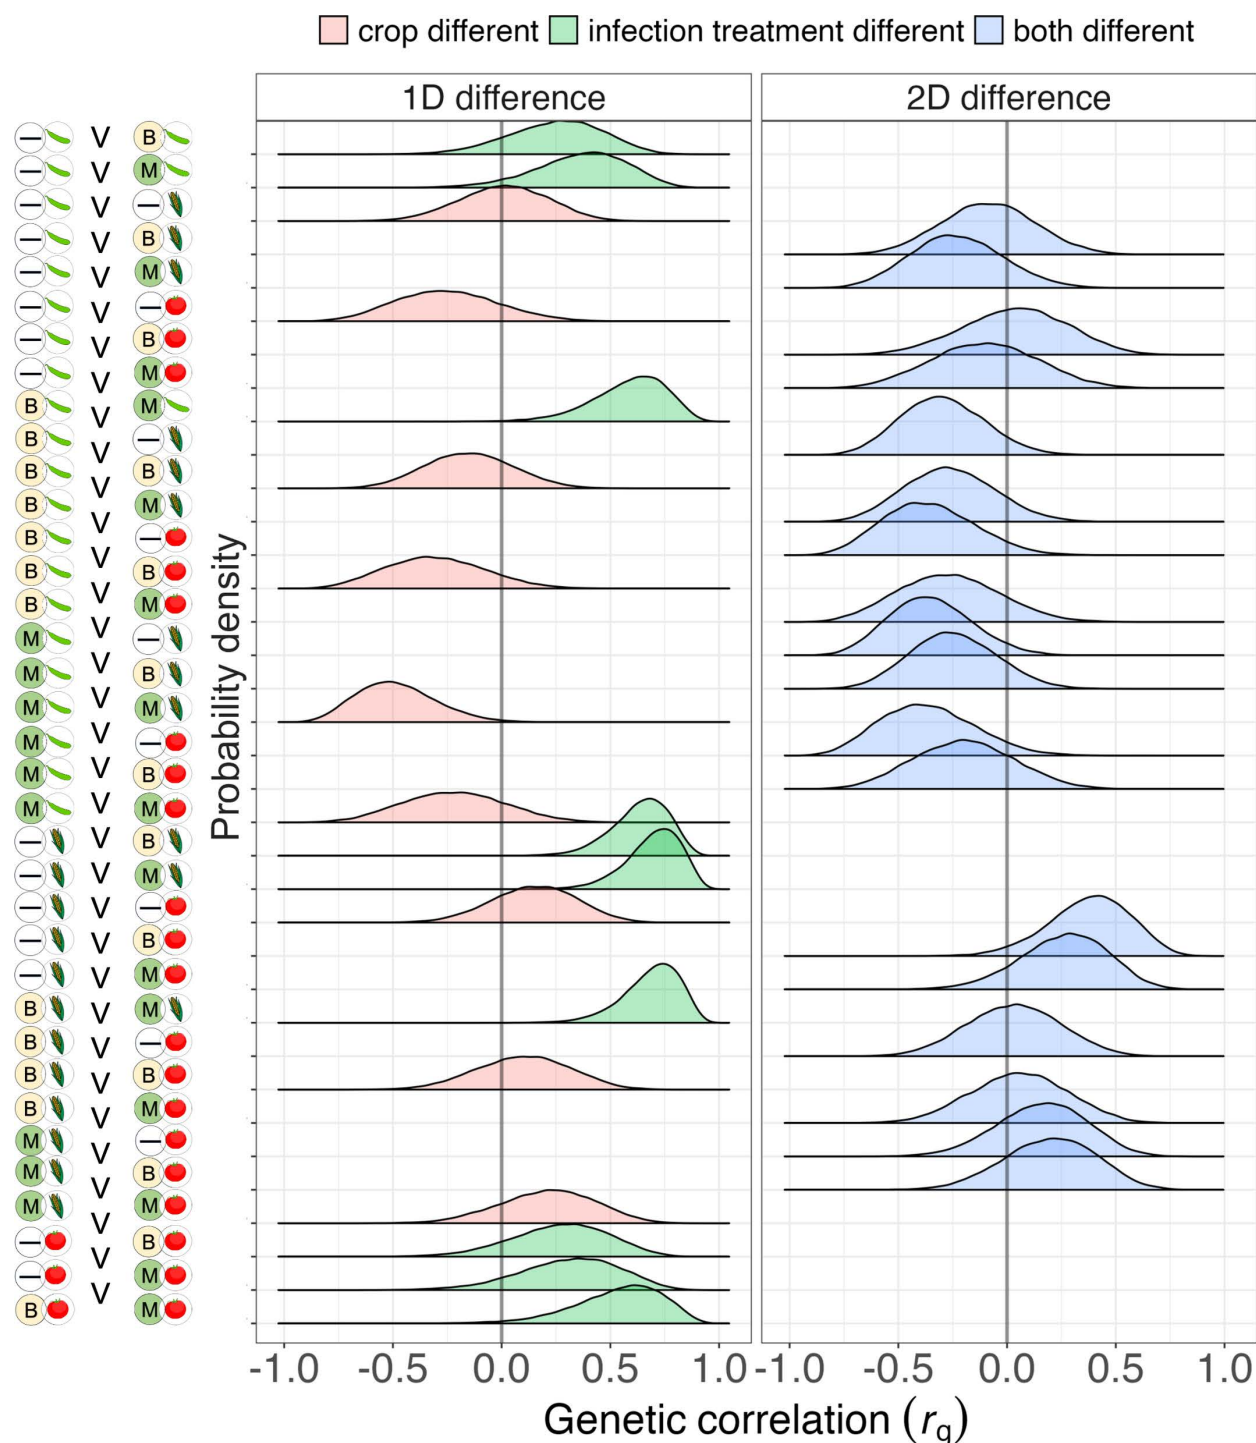 crop different infection treatment different both different
1D difference 2D difference
— V B
— V M
— V —
— V B
— V M
— V —
— V B
— V M
B V M
B V —
B V B
B V M
B V —
B V B
B V M
M V —
M V B
M V M
M V —
M V B
M V M
— V B
— V M
— V —
— V B
— V M
B V M
B V —
B V B
B V M
M V —
M V B
M V M
— V B
— V M
B V M
Probability density
-1.0 -0.5 0.0 0.5 1.0 -1.0 -0.5 0.0 0.5 1.0
Genetic correlation (r_g)